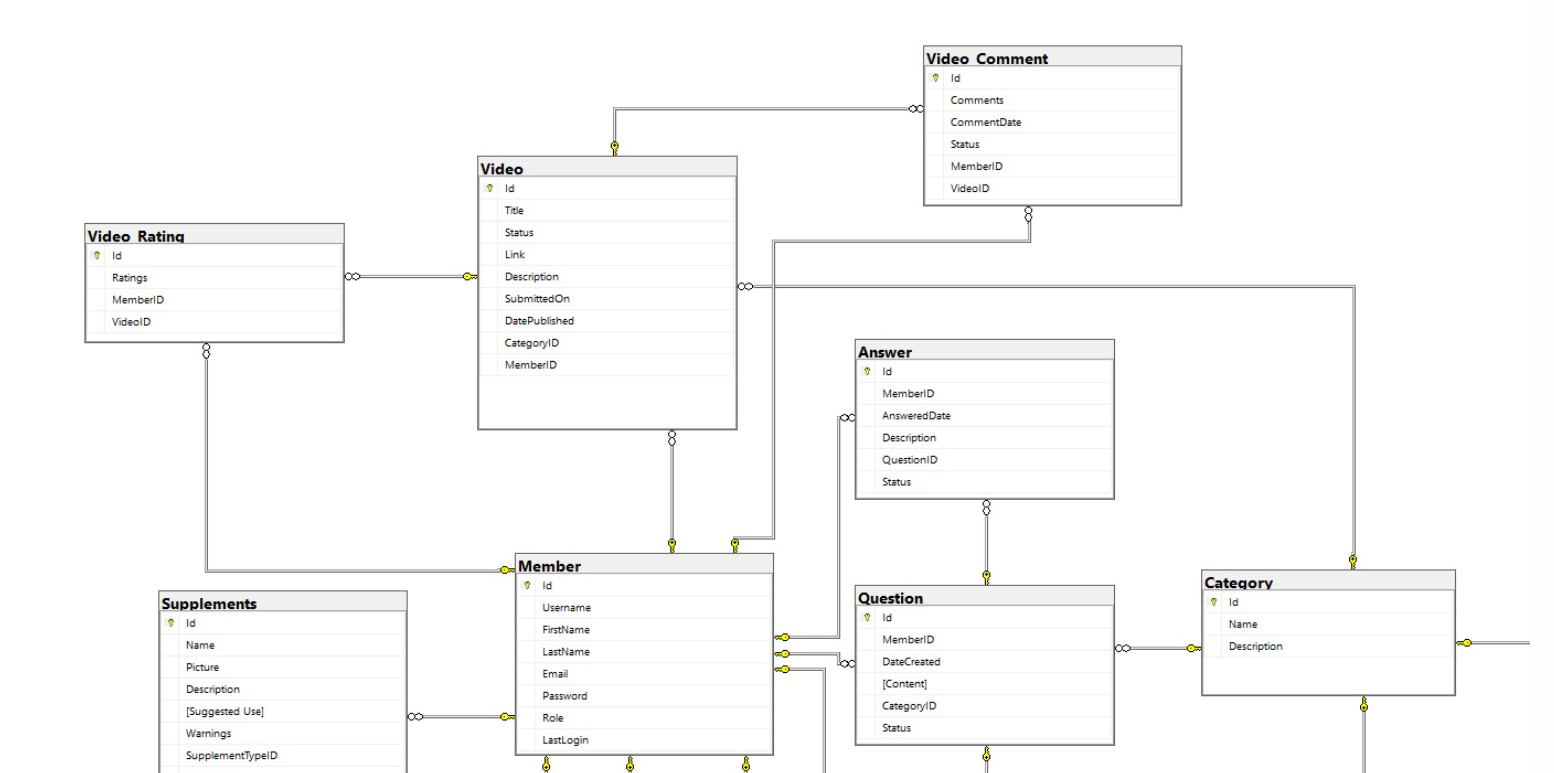 Video_Comment
Id
Comments
CommentDate
Status
MemberID
VideoID
Video
Id
Title
Status
Link
Description
SubmittedOn
DatePublished
CategoryID
MemberID
Video_Rating
Id
Ratings
MemberID
VideoID
Answer
Id
MemberID
AnsweredDate
Description
QuestionID
Status
Member
Id
Username
FirstName
LastName
Email
Password
Role
LastLogin
Supplements
Id
Name
Picture
Description
[Suggested Use]
Warnings
SupplementTypeID
Question
Id
MemberID
DateCreated
[Content]
CategoryID
Status
Category
Id
Name
Description